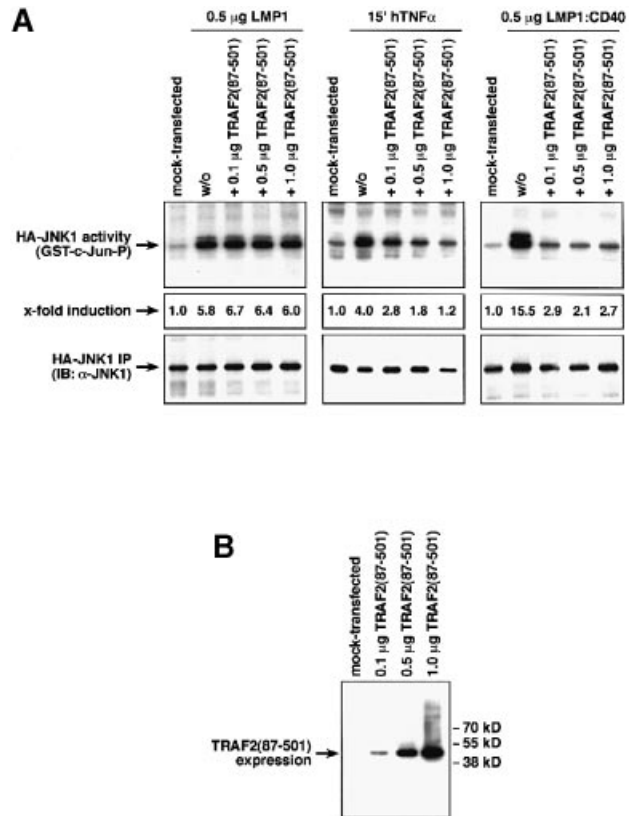 A
0.5 µg LMP1
mock-transfected
w/o
+ 0.1 µg TRAF2(87-501)
+ 0.5 µg TRAF2(87-501)
+ 1.0 µg TRAF2(87-501)
15' hTNFα
mock-transfected
w/o
+ 0.1 µg TRAF2(87-501)
+ 0.5 µg TRAF2(87-501)
+ 1.0 µg TRAF2(87-501)
0.5 µg LMP1:CD40
mock-transfected
w/o
+ 0.1 µg TRAF2(87-501)
+ 0.5 µg TRAF2(87-501)
+ 1.0 µg TRAF2(87-501)
HA-JNK1 activity
(GST-c-Jun-P)
x-fold induction
1.0 5.8 6.7 6.4 6.0
1.0 4.0 2.8 1.8 1.2
1.0 15.5 2.9 2.1 2.7
HA-JNK1 IP
(IB: α-JNK1)
B
mock-transfected
0.1 µg TRAF2(87-501)
0.5 µg TRAF2(87-501)
1.0 µg TRAF2(87-501)
TRAF2(87-501)
expression
- 70 kD
- 55 kD
- 38 kD